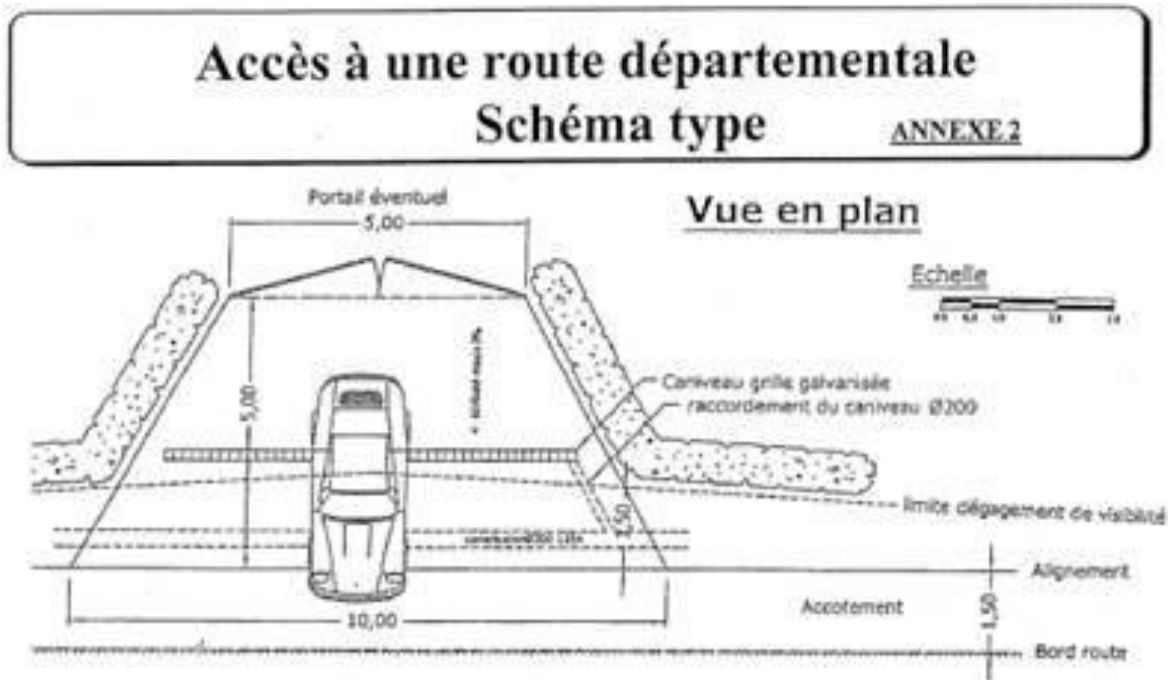 Accès à une route départementale
Schéma type ANNEXE 2
Portail éventuel
5,00
Vue en plan
Echelle
5,00
Caniveau grille galvanisée
raccordement du caniveau Ø200
limite dégagement de visibilité
1,50
Alignement
Accotement
1,50
10,00
Bord route